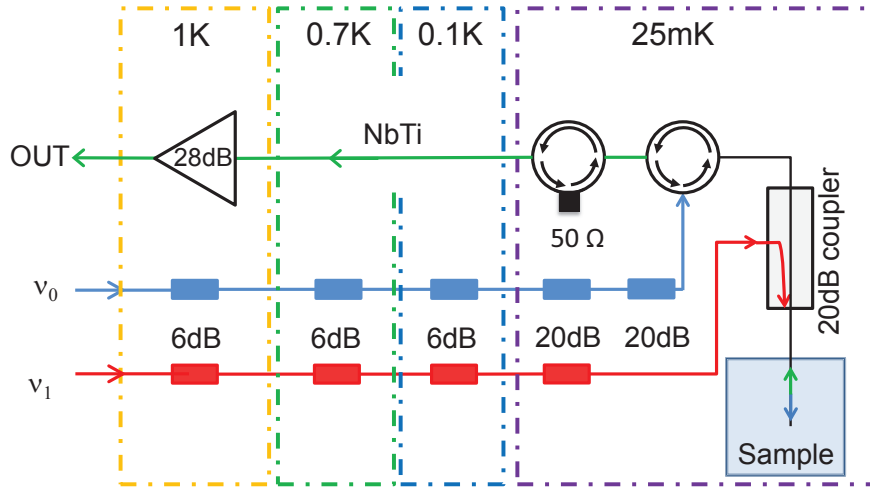 1K 0.7K 0.1K 25mK
NbTi
OUT 28dB
50 Ω
20dB coupler
ν0
6dB 6dB 6dB 20dB 20dB
ν1
Sample